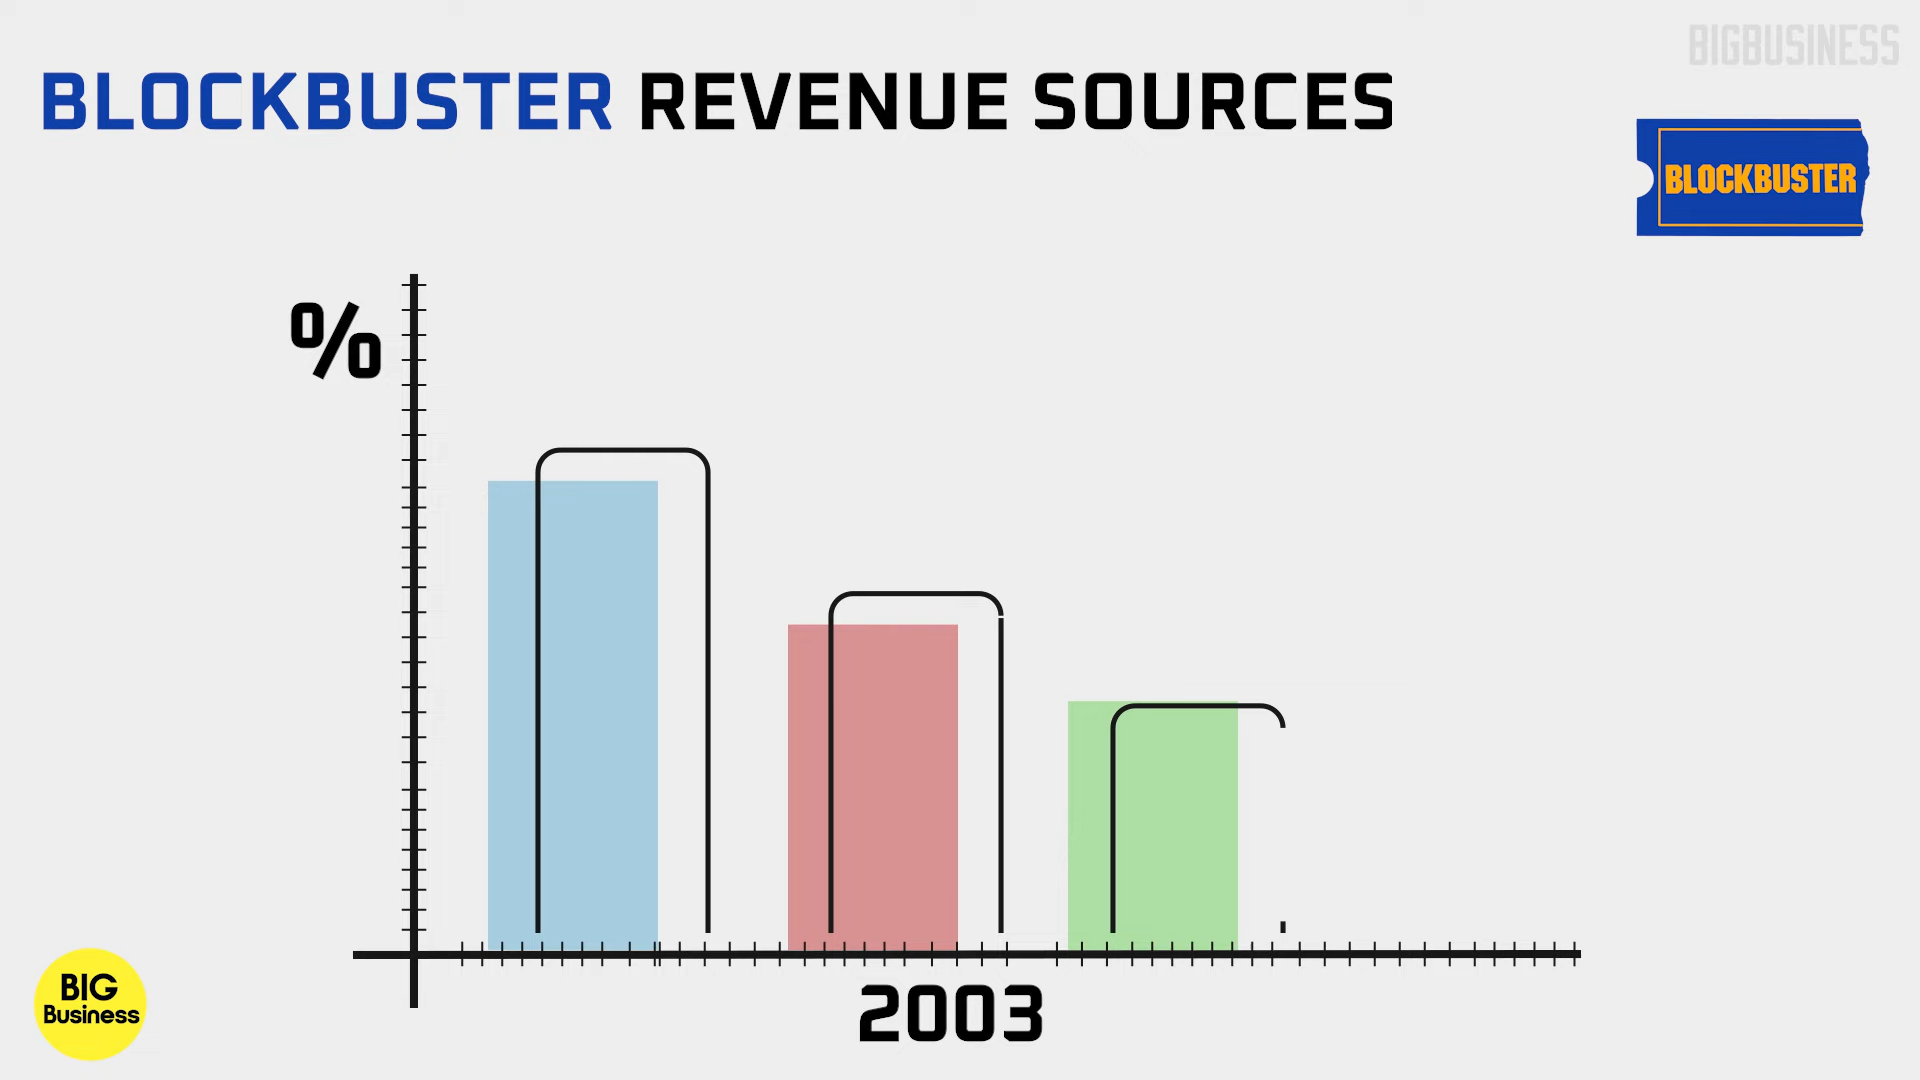 BIGBUSINESS
BLOCKBUSTER REVENUE SOURCES
BLOCKBUSTER
%
2003
BIG
Business